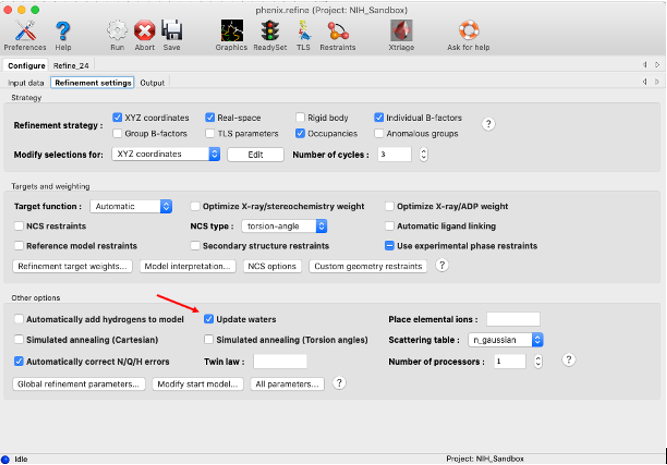 phenix.refine (Project: NIH_Sandbox)
Preferences Help Run Abort Save Graphics ReadySet TLS Restraints Xtriage Ask for help
Configure Refine_24
Input data Refinement settings Output
Strategy
Refinement strategy : XYZ coordinates Real-space Rigid body Individual B-factors ?
Group B-factors TLS parameters Occupancies Anomalous groups
Modify selections for: XYZ coordinates Edit Number of cycles : 3
Targets and weighting
Target function : Automatic Optimize X-ray/stereochemistry weight Optimize X-ray/ADP weight
NCS restraints NCS type : torsion-angle Automatic ligand linking
Reference model restraints Secondary structure restraints Use experimental phase restraints
Refinement target weights... Model interpretation... NCS options Custom geometry restraints ?
Other options
Automatically add hydrogens to model Update waters Place elemental ions :
Simulated annealing (Cartesian) Simulated annealing (Torsion angles) Scattering table : n_gaussian
Automatically correct N/Q/H errors Twin law : Number of processors : 1 ?
Global refinement parameters... Modify start model... All parameters... ?
Idle Project: NIH_Sandbox